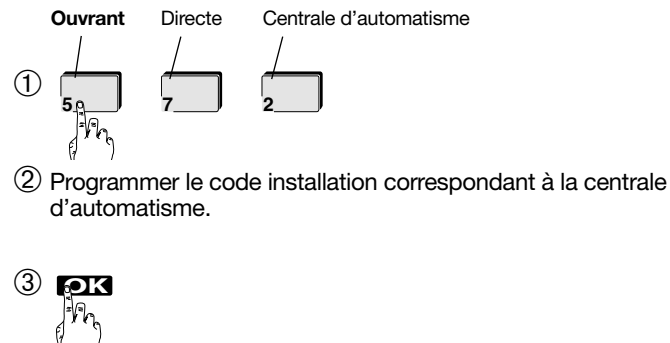 Ouvrant Directe Centrale d'automatisme
① 5 7 2
② Programmer le code installation correspondant à la centrale
d'automatisme.
③ OK